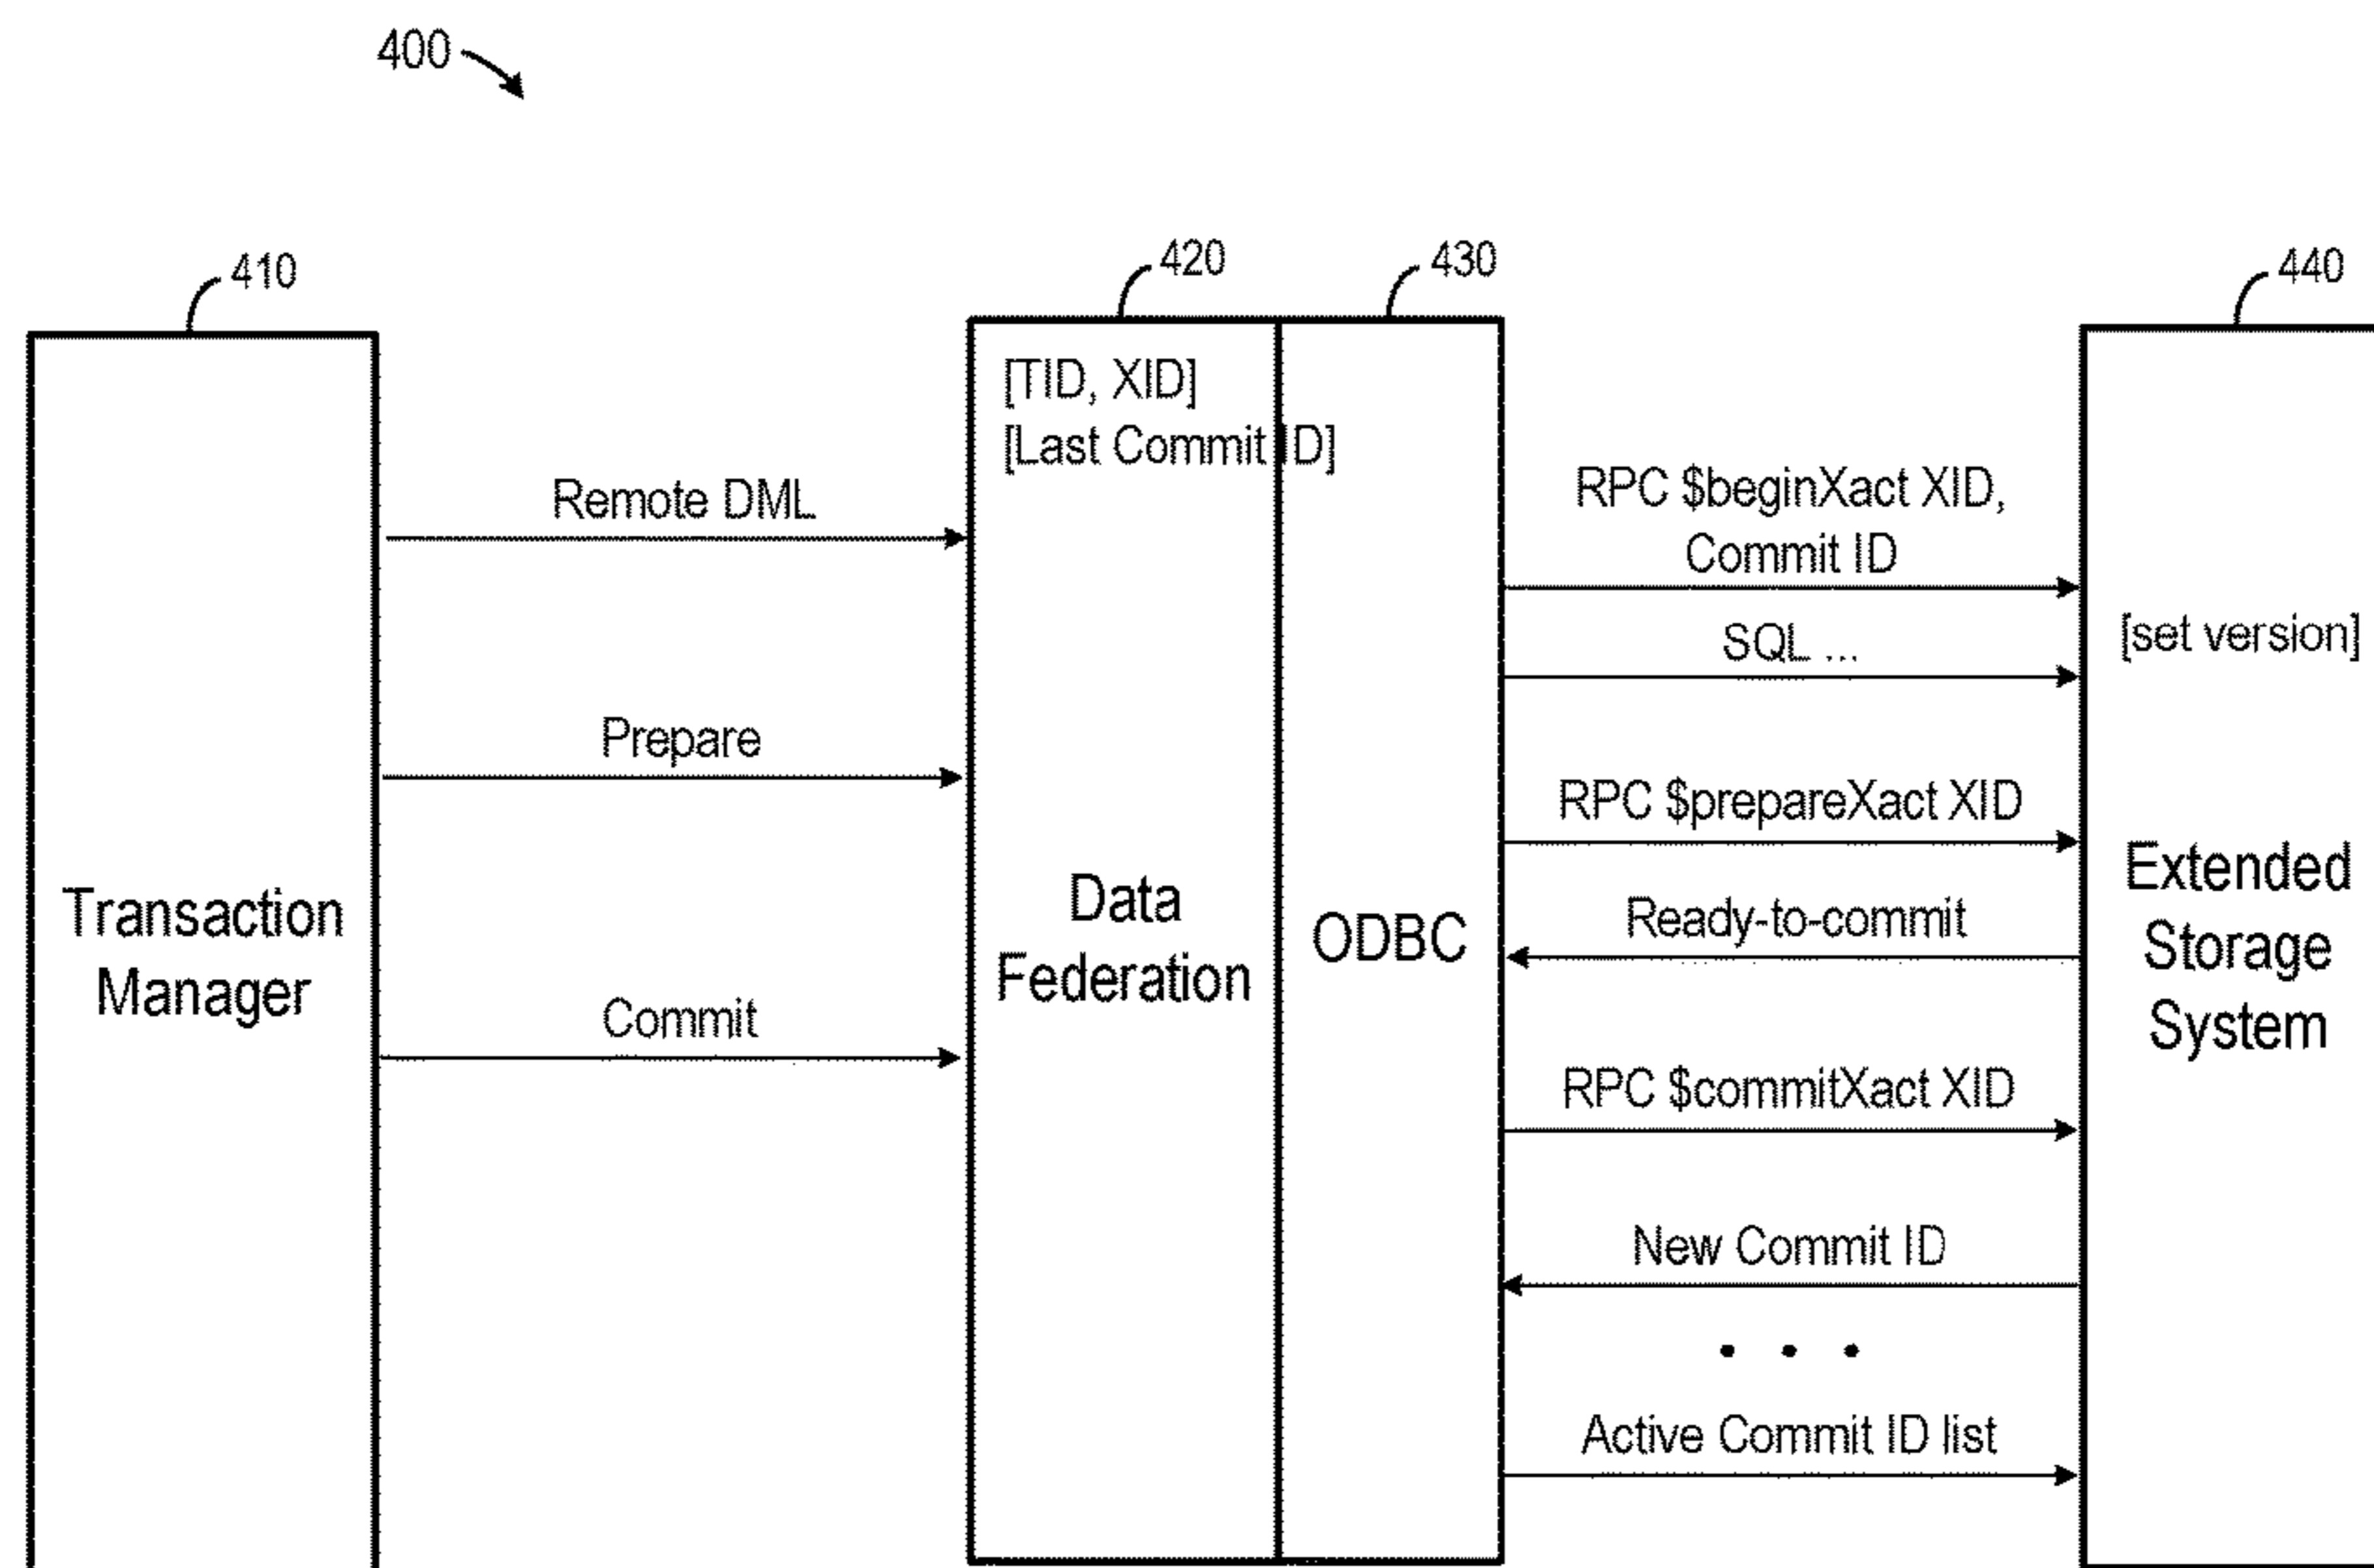 400
410
420
430
440
[TID, XID]
[Last Commit ID]
Remote DML
RPC $beginXact XID,
Commit ID
[set version]
SQL ...
Prepare
RPC $prepareXact XID
Transaction
Manager
Data
Federation
ODBC
Ready-to-commit
Extended
Storage
System
Commit
RPC $commitXact XID
New Commit ID
. . .
Active Commit ID list